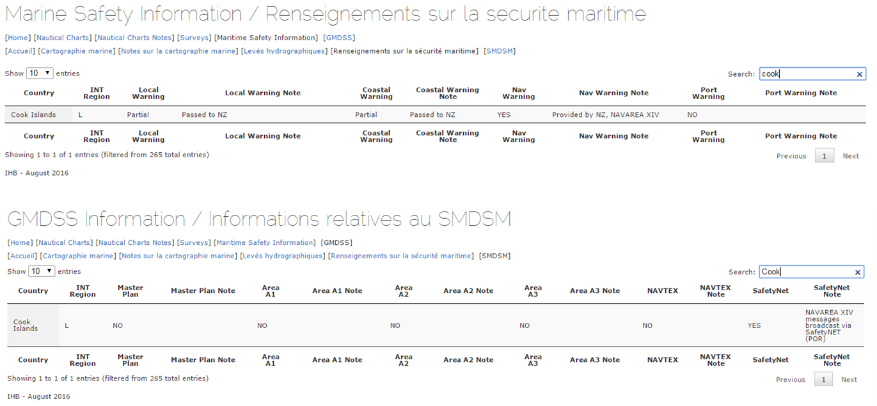 Marine Safety Information / Renseignements sur la securite maritime
[Home] [Nautical Charts] [Nautical Charts Notes] [Surveys] [Maritime Safety Information] [GMDSS]
[Accueil] [Cartographie marine] [Notes sur la cartographie marine] [Levés hydrographiques] [Renseignements sur la sécurité maritime] [SMDSM]
Show 10 entries Search: cook
Country INT Region Local Warning Local Warning Note Coastal Warning Coastal Warning Note Nav Warning Nav Warning Note Port Warning Port Warning Note
Cook Islands L Partial Passed to NZ Partial Passed to NZ YES Provided by NZ, NAVAREA XIV NO
Country INT Region Local Warning Local Warning Note Coastal Warning Coastal Warning Note Nav Warning Nav Warning Note Port Warning Port Warning Note
Showing 1 to 1 of 1 entries (filtered from 265 total entries) Previous 1 Next
IHB - August 2016
GMDSS Information / Informations relatives au SMDSM
[Home] [Nautical Charts] [Nautical Charts Notes] [Surveys] [Maritime Safety Information] [GMDSS]
[Accueil] [Cartographie marine] [Notes sur la cartographie marine] [Levés hydrographiques] [Renseignements sur la sécurité maritime] [SMDSM]
Show 10 entries Search: Cook
Country INT Region Master Plan Master Plan Note Area A1 Area A1 Note Area A2 Area A2 Note Area A3 Area A3 Note NAVTEX NAVTEX Note SafetyNet SafetyNet Note
Cook Islands L NO NO NO NO NO YES NAVAREA XIV messages broadcast via SafetyNET (POR)
Country INT Region Master Plan Master Plan Note Area A1 Area A1 Note Area A2 Area A2 Note Area A3 Area A3 Note NAVTEX NAVTEX Note SafetyNet SafetyNet Note
Showing 1 to 1 of 1 entries (filtered from 265 total entries) Previous 1 Next
IHB - August 2016